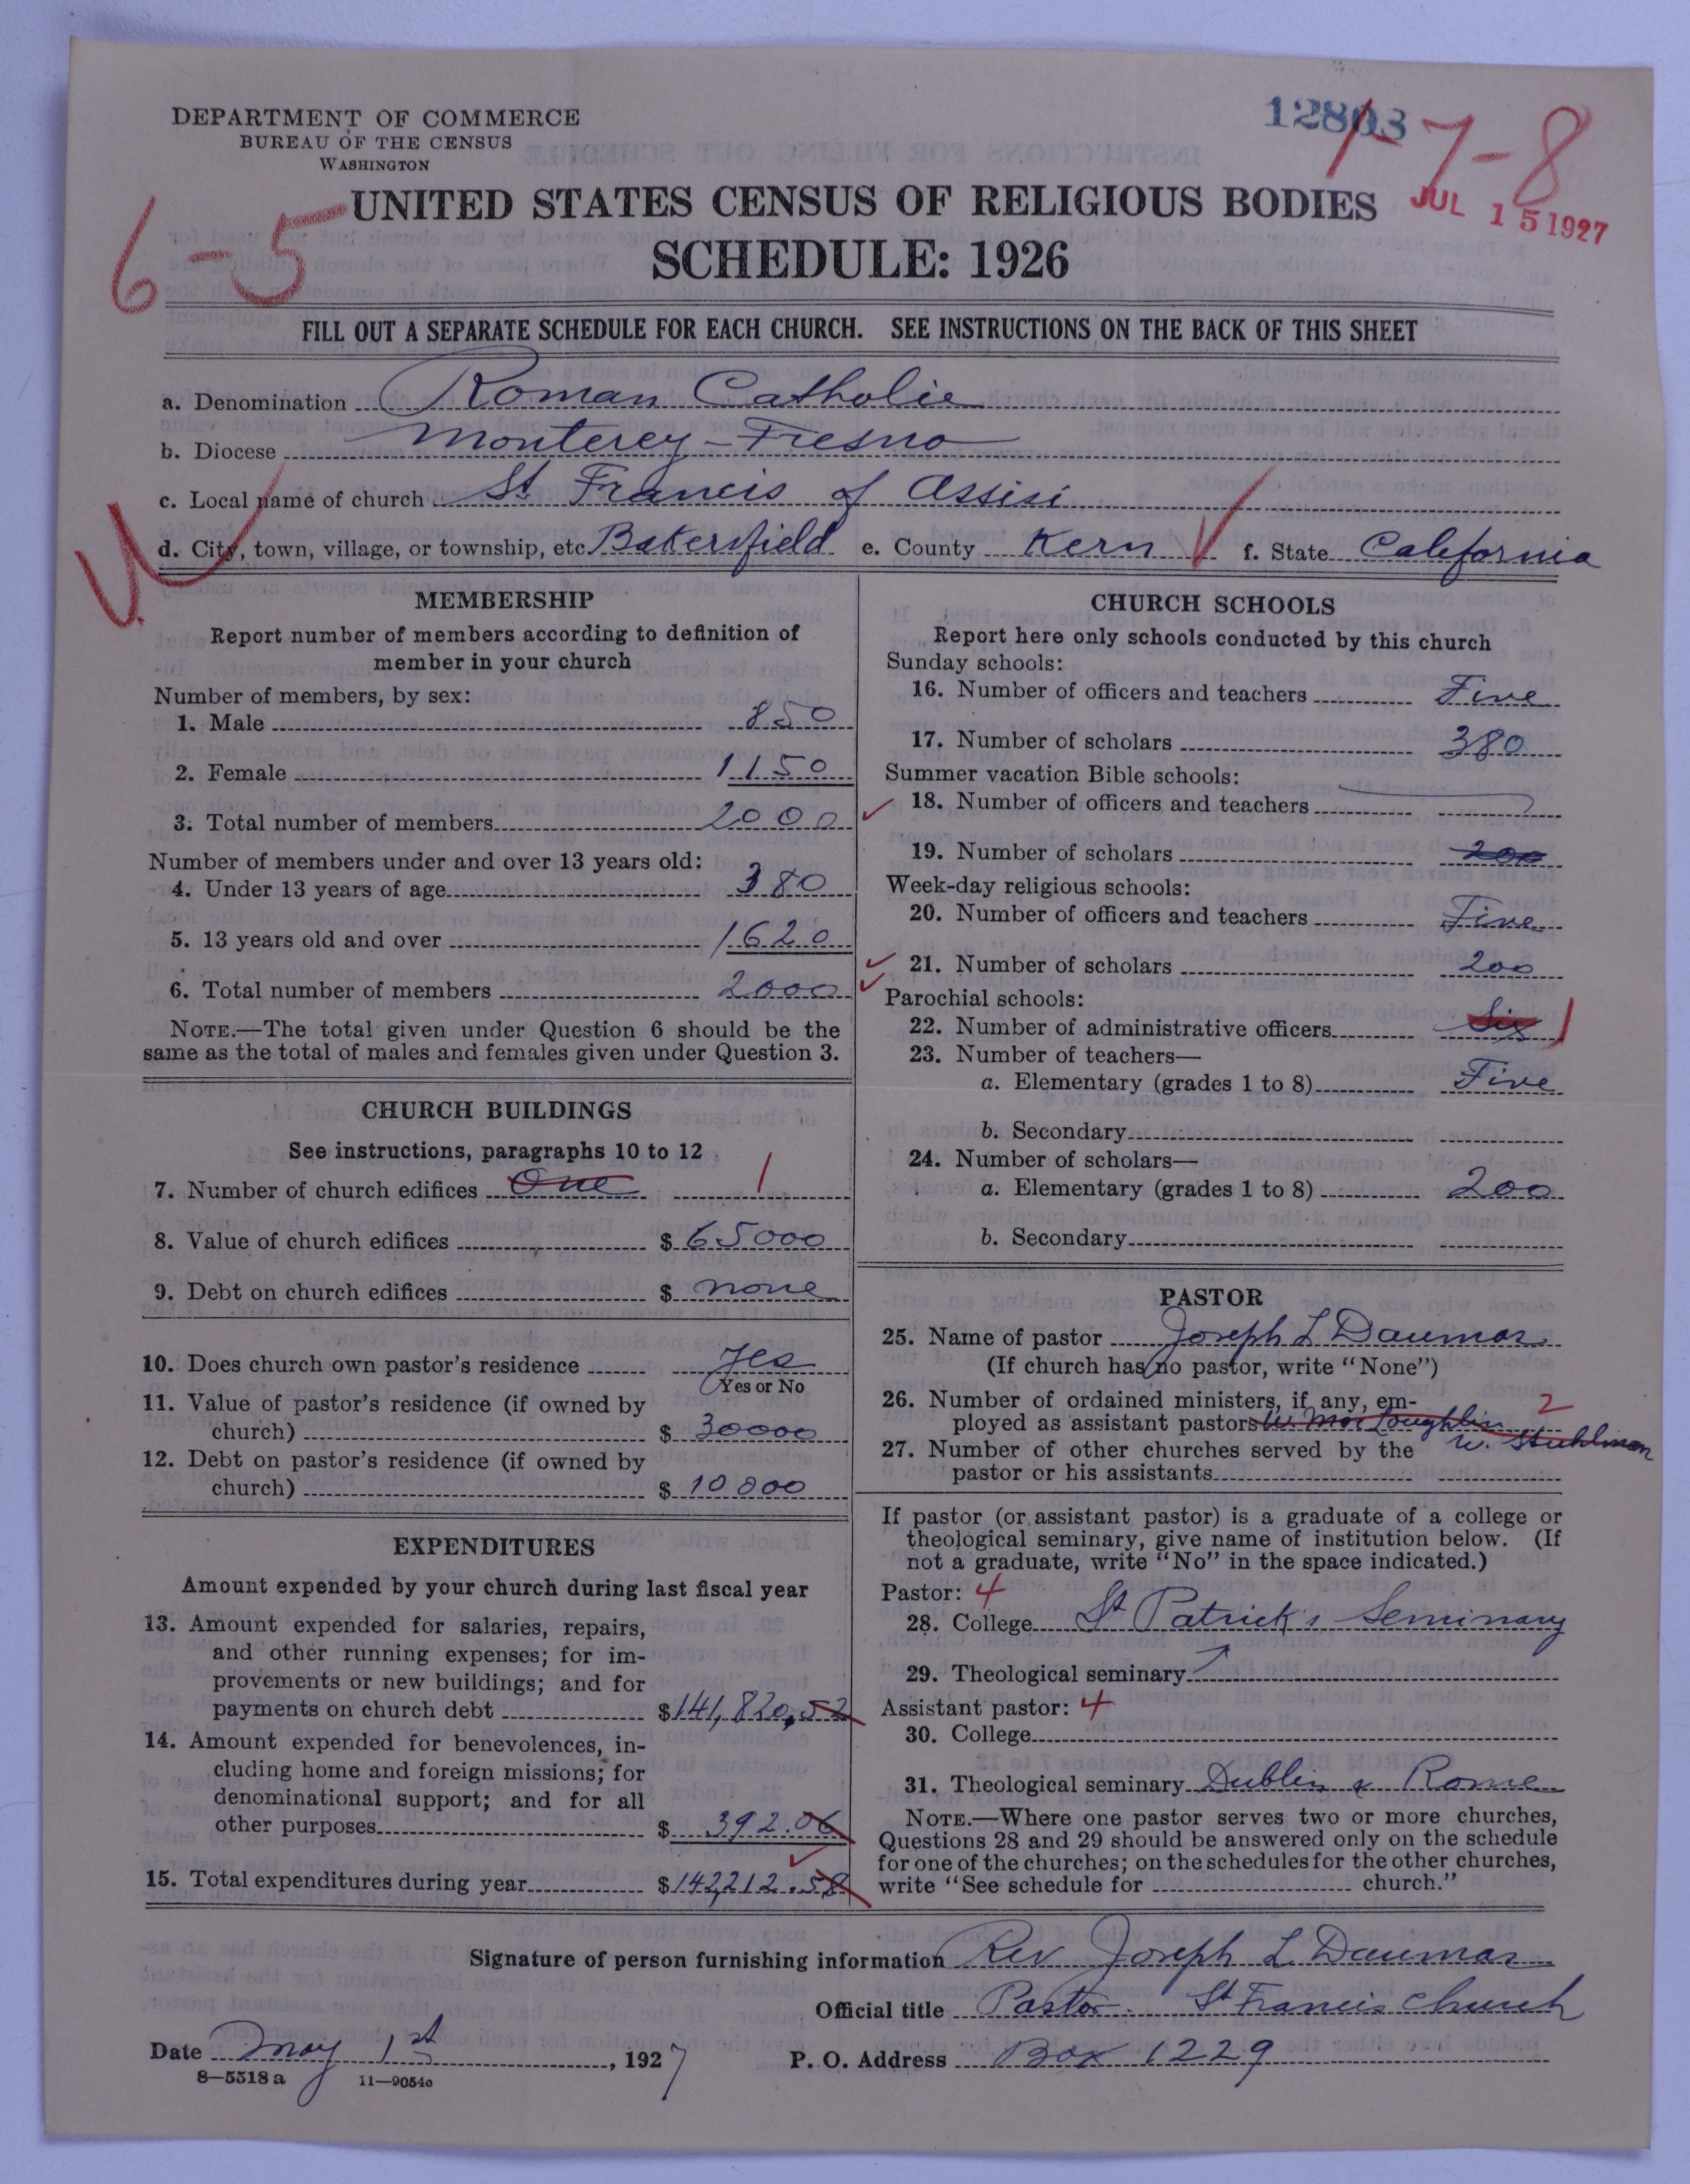 12803
1 7-8
DEPARTMENT OF COMMERCE
BUREAU OF THE CENSUS
WASHINGTON
JUL 15 1927
6-5
UNITED STATES CENSUS OF RELIGIOUS BODIES
SCHEDULE: 1926
FILL OUT A SEPARATE SCHEDULE FOR EACH CHURCH. SEE INSTRUCTIONS ON THE BACK OF THIS SHEET
a. Denomination Roman Catholic
b. Diocese Monterey-Fresno
c. Local name of church St Francis of Assisi
d. City, town, village, or township, etc. Bakersfield e. County Kern f. State California
U
MEMBERSHIP
Report number of members according to definition of
member in your church
Number of members, by sex:
1. Male 850
2. Female 1150
3. Total number of members 2000
Number of members under and over 13 years old:
4. Under 13 years of age 380
5. 13 years old and over 1620
6. Total number of members 2000
NOTE.—The total given under Question 6 should be the
same as the total of males and females given under Question 3.
CHURCH BUILDINGS
See instructions, paragraphs 10 to 12
7. Number of church edifices One 1
8. Value of church edifices $ 65000
9. Debt on church edifices $ none
10. Does church own pastor's residence Yes
Yes or No
11. Value of pastor's residence (if owned by
church) $ 30000
12. Debt on pastor's residence (if owned by
church) $ 10000
EXPENDITURES
Amount expended by your church during last fiscal year
13. Amount expended for salaries, repairs,
and other running expenses; for im-
provements or new buildings; and for
payments on church debt $141,820.52
14. Amount expended for benevolences, in-
cluding home and foreign missions; for
denominational support; and for all
other purposes $ 392.06
15. Total expenditures during year $142,212.58
CHURCH SCHOOLS
Report here only schools conducted by this church
Sunday schools:
16. Number of officers and teachers Five
17. Number of scholars 380
Summer vacation Bible schools:
18. Number of officers and teachers
19. Number of scholars 200
Week-day religious schools:
20. Number of officers and teachers Five
21. Number of scholars 200
Parochial schools:
22. Number of administrative officers Six 1
23. Number of teachers—
a. Elementary (grades 1 to 8) Five
b. Secondary
24. Number of scholars—
a. Elementary (grades 1 to 8) 200
b. Secondary
PASTOR
25. Name of pastor Joseph L Daumas
(If church has no pastor, write "None")
26. Number of ordained ministers, if any, em- 2
ployed as assistant pastors W. MacLoughlin
W. Stuhlman
27. Number of other churches served by the
pastor or his assistants
If pastor (or assistant pastor) is a graduate of a college or
theological seminary, give name of institution below. (If
not a graduate, write "No" in the space indicated.)
Pastor: 4
28. College St Patrick's Seminary
29. Theological seminary
Assistant pastor: 4
30. College
31. Theological seminary Dublin & Rome
NOTE.—Where one pastor serves two or more churches,
Questions 28 and 29 should be answered only on the schedule
for one of the churches; on the schedules for the other churches,
write "See schedule for church."
Signature of person furnishing information Rev Joseph L Daumas
Official title Pastor St Francis Church
Date May 1st, 1927 P. O. Address Box 1229
8-5518 a 11-9054c